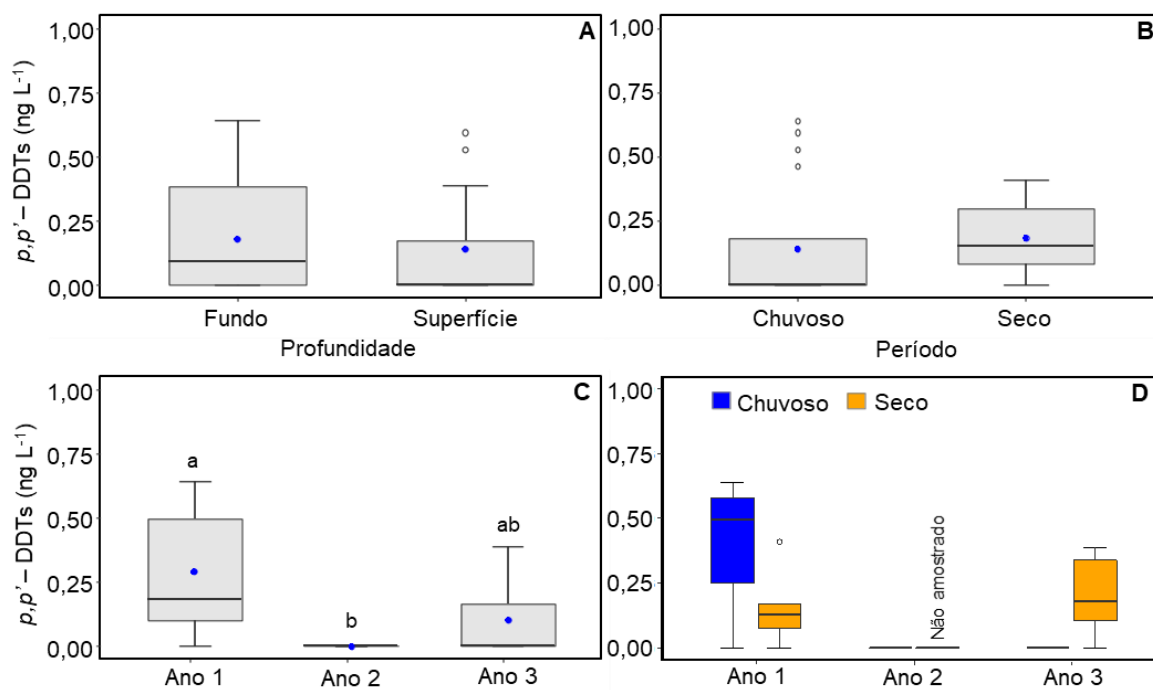 A
p,p’– DDTs (ng L⁻¹)
1,00
0,75
0,50
0,25
0,00
Fundo Superfície
Profundidade
B
1,00
0,75
0,50
0,25
0,00
Chuvoso Seco
Período
C
p,p’– DDTs (ng L⁻¹)
1,00
0,75
0,50
0,25
0,00
a
b
ab
Ano 1 Ano 2 Ano 3
D
Chuvoso Seco
1,00
0,75
0,50
0,25
0,00
Não amostrado
Ano 1 Ano 2 Ano 3